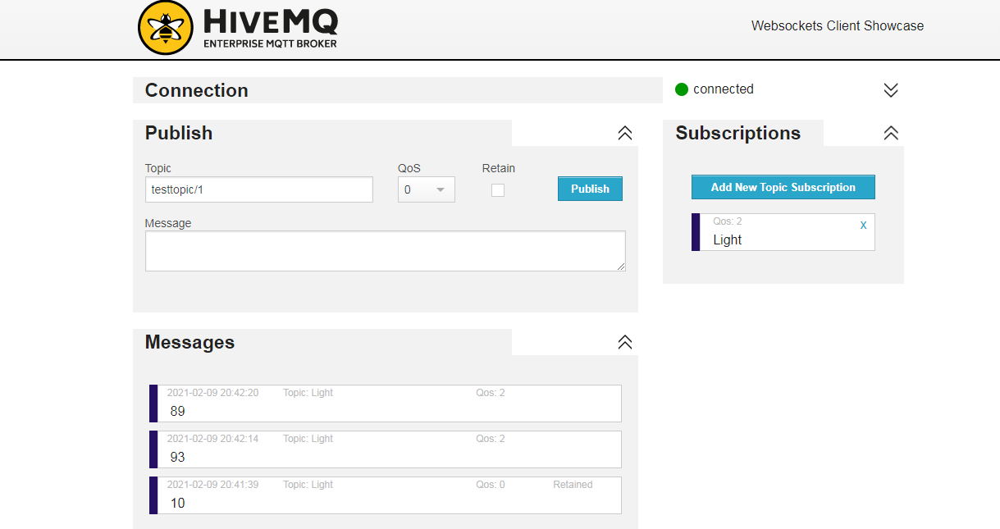 HIVEMQ
ENTERPRISE MQTT BROKER
Websockets Client Showcase
Connection
connected
Publish
Topic
QoS
Retain
testtopic/1
0
Publish
Message
Subscriptions
Add New Topic Subscription
Qos: 2
x
Light
Messages
2021-02-09 20:42:20 Topic: Light Qos: 2
89
2021-02-09 20:42:14 Topic: Light Qos: 2
93
2021-02-09 20:41:39 Topic: Light Qos: 0 Retained
10